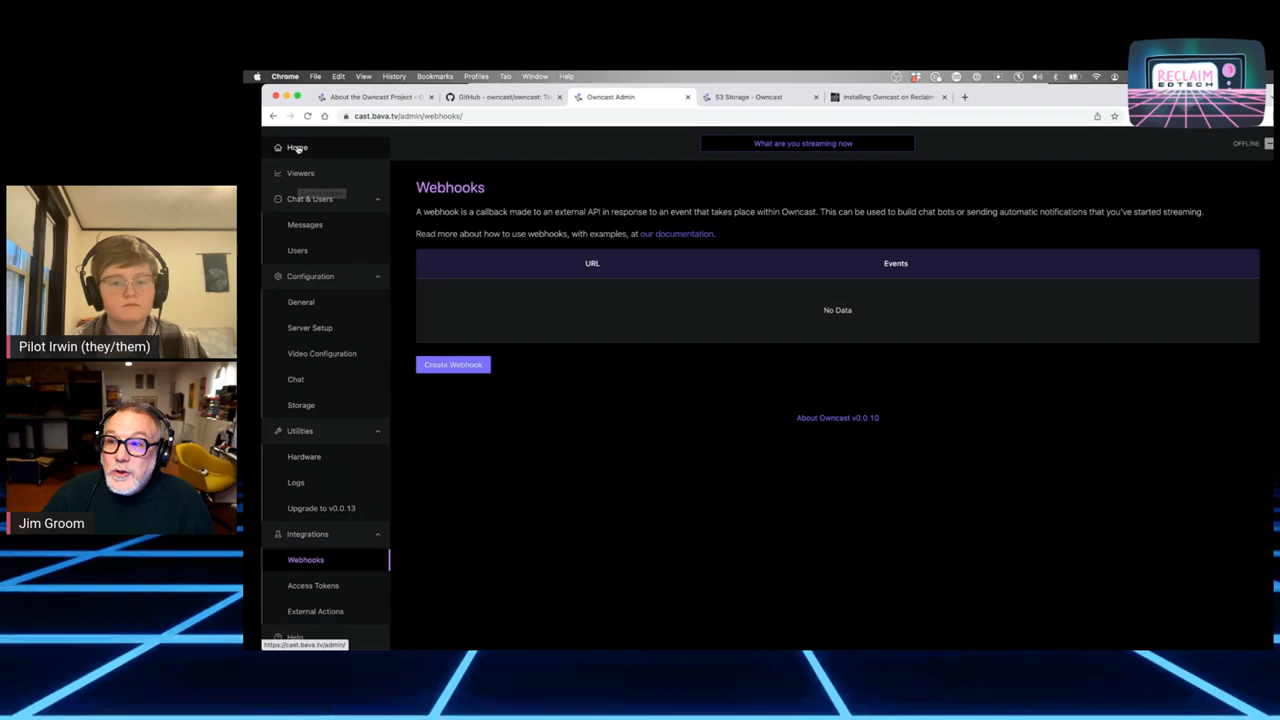 RECLAIM
EDTECH
Chrome File Edit View History Bookmarks Profiles Tab Window Help
About the Owncast Project - O
GitHub - owncast/owncast: Ta
Owncast Admin
S3 Storage - Owncast
Installing Owncast on Reclaim
cast.bava.tv/admin/webhooks/
Home
What are you streaming now
OFFLINE
Viewers
Chat & Users
Messages
Users
Configuration
General
Server Setup
Video Configuration
Chat
Storage
Utilities
Hardware
Logs
Upgrade to v0.0.13
Integrations
Webhooks
Access Tokens
External Actions
Help
https://cast.bava.tv/admin/
Webhooks
A webhook is a callback made to an external API in response to an event that takes place within Owncast. This can be used to build chat bots or sending automatic notifications that you've started streaming.
Read more about how to use webhooks, with examples, at our documentation.
URL Events
No Data
Create Webhook
About Owncast v0.0.10
Pilot Irwin (they/them)
Jim Groom